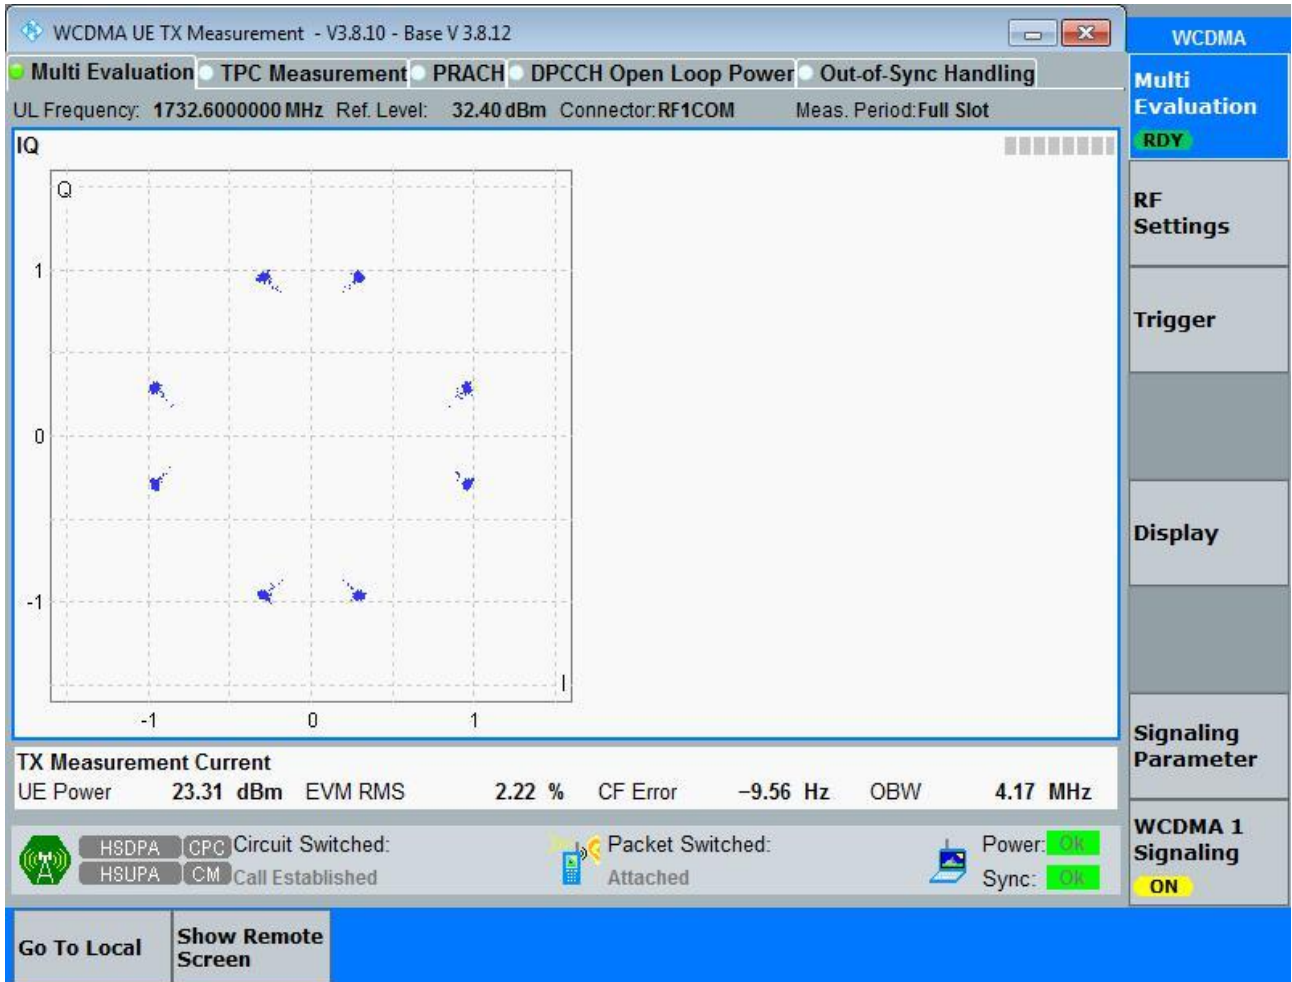 WCDMA UE TX Measurement - V3.8.10 - Base V 3.8.12
WCDMA
Multi Evaluation TPC Measurement PRACH DPCCH Open Loop Power Out-of-Sync Handling
UL Frequency: 1732.6000000 MHz Ref. Level: 32.40 dBm Connector: RF1COM Meas. Period: Full Slot
IQ
Q
1
0
-1
I
-1 0 1
TX Measurement Current
UE Power 23.31 dBm EVM RMS 2.22 % CF Error −9.56 Hz OBW 4.17 MHz
HSDPA CPC Circuit Switched: Packet Switched: Power: Ok
HSUPA CM Call Established Attached Sync: Ok
Multi
Evaluation
RDY
RF
Settings
Trigger
Display
Signaling
Parameter
WCDMA 1
Signaling
ON
Go To Local
Show Remote
Screen